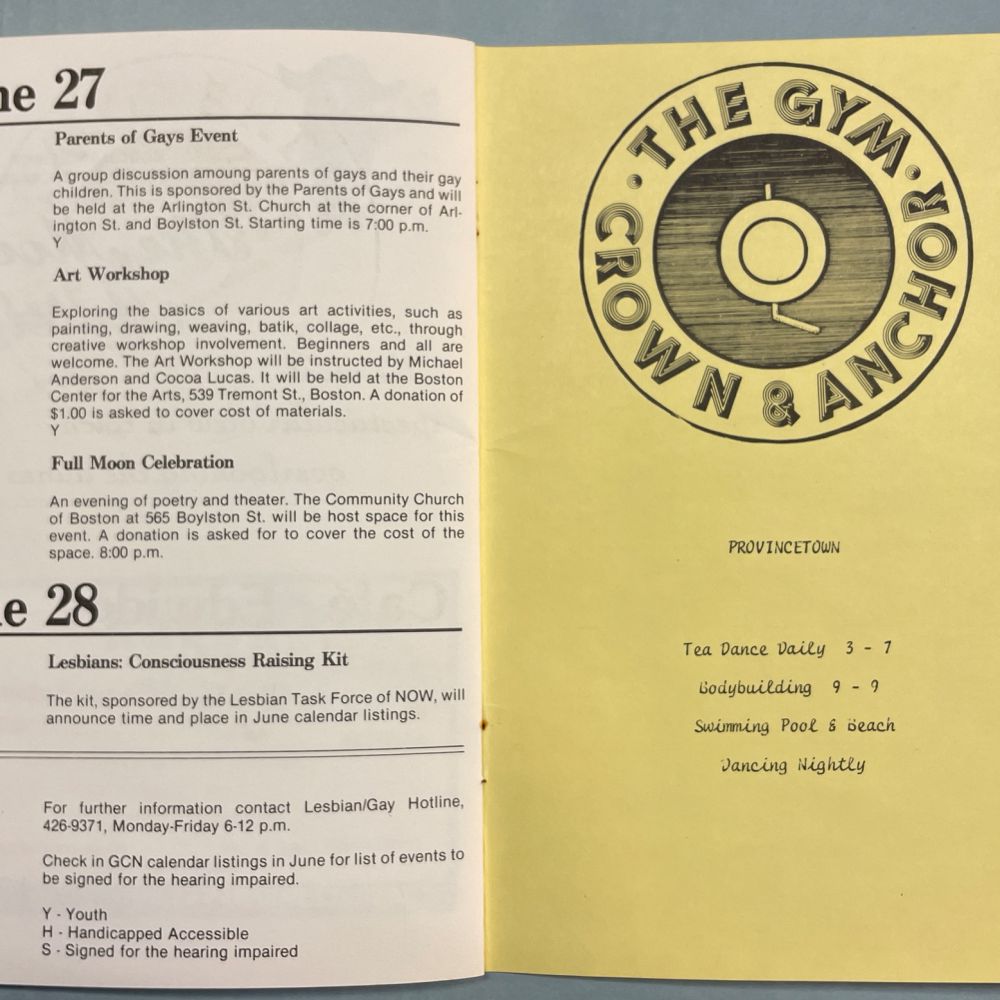 ne 27
Parents of Gays Event
A group discussion amoung parents of gays and their gay
children. This is sponsored by the Parents of Gays and will
be held at the Arlington St. Church at the corner of Arl-
ington St. and Boylston St. Starting time is 7:00 p.m.
Y
Art Workshop
Exploring the basics of various art activities, such as
painting, drawing, weaving, batik, collage, etc., through
creative workshop involvement. Beginners and all are
welcome. The Art Workshop will be instructed by Michael
Anderson and Cocoa Lucas. It will be held at the Boston
Center for the Arts, 539 Tremont St., Boston. A donation of
$1.00 is asked to cover cost of materials.
Y
Full Moon Celebration
An evening of poetry and theater. The Community Church
of Boston at 565 Boylston St. will be host space for this
event. A donation is asked for to cover the cost of the
space. 8:00 p.m.
e 28
Lesbians: Consciousness Raising Kit
The kit, sponsored by the Lesbian Task Force of NOW, will
announce time and place in June calendar listings.
For further information contact Lesbian/Gay Hotline,
426-9371, Monday-Friday 6-12 p.m.
Check in GCN calendar listings in June for list of events to
be signed for the hearing impaired.
Y - Youth
H - Handicapped Accessible
S - Signed for the hearing impaired
· THE GYM ·
CROWN & ANCHOR
PROVINCETOWN
Tea Dance Daily 3 - 7
Bodybuilding 9 - 9
Swimming Pool & Beach
Dancing Nightly